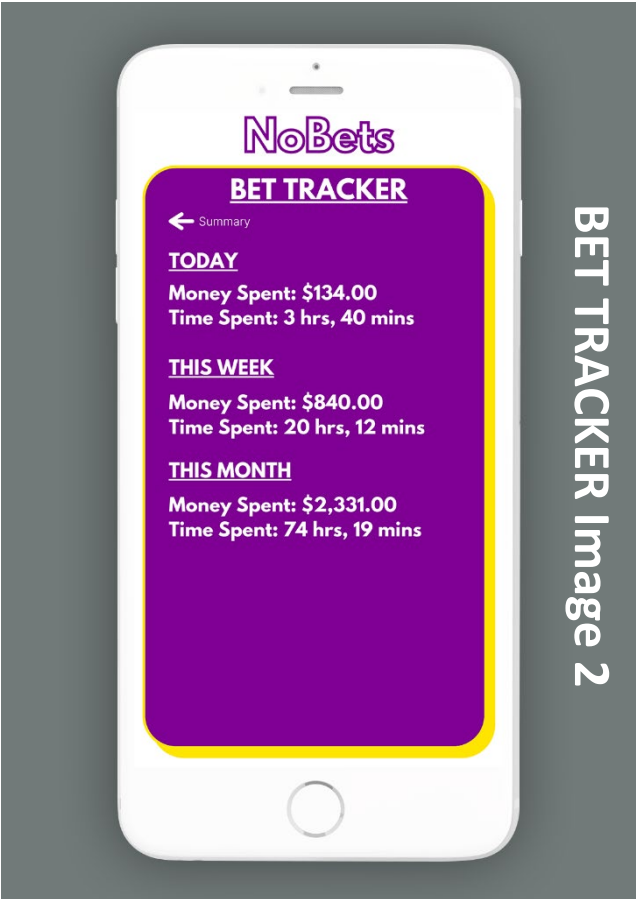 NoBets
BET TRACKER
Summary
TODAY
Money Spent: $134.00
Time Spent: 3 hrs, 40 mins
THIS WEEK
Money Spent: $840.00
Time Spent: 20 hrs, 12 mins
THIS MONTH
Money Spent: $2,331.00
Time Spent: 74 hrs, 19 mins
BET TRACKER Image 2